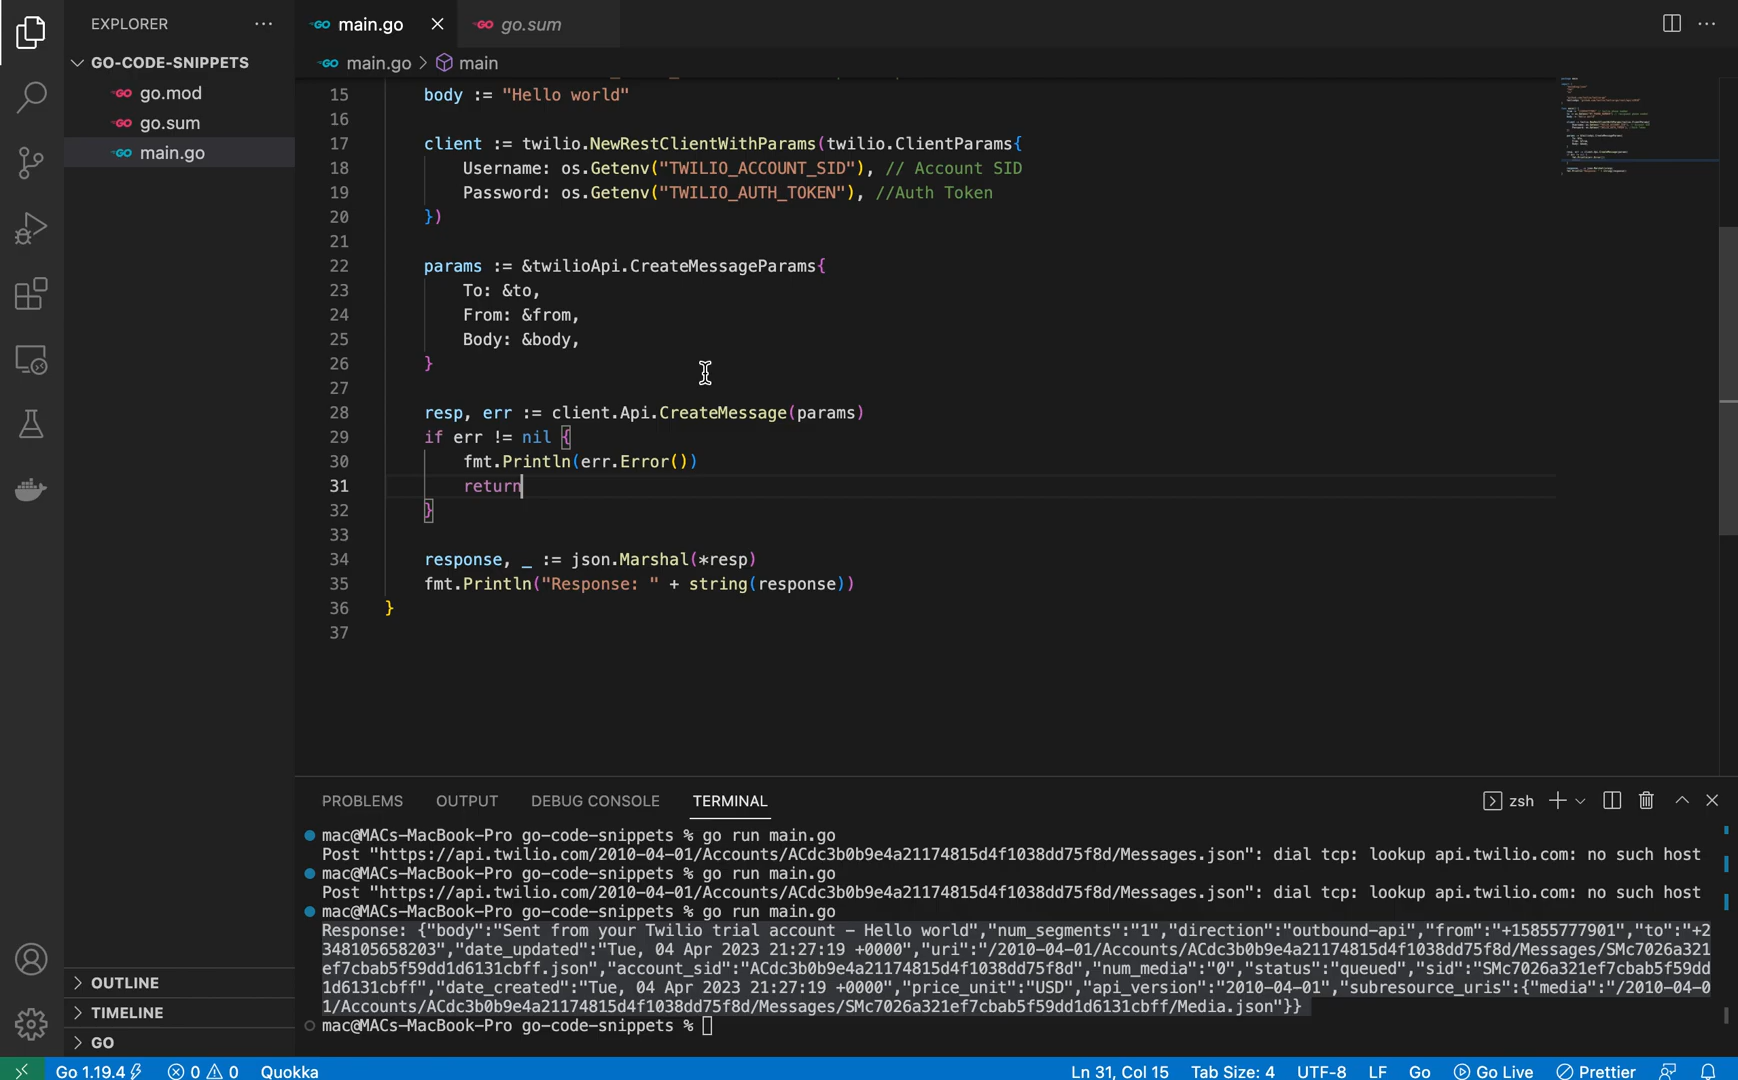 EXPLORER
GO-CODE-SNIPPETS
go.mod
go.sum
main.go
OUTLINE
TIMELINE
GO
main.go
go.sum
main.go > main
15 body := "Hello world"
16
17 client := twilio.NewRestClientWithParams(twilio.ClientParams{
18 Username: os.Getenv("TWILIO_ACCOUNT_SID"), // Account SID
19 Password: os.Getenv("TWILIO_AUTH_TOKEN"), //Auth Token
20 })
21
22 params := &twilioApi.CreateMessageParams{
23 To: &to,
24 From: &from,
25 Body: &body,
26 }
27
28 resp, err := client.Api.CreateMessage(params)
29 if err != nil {
30 fmt.Println(err.Error())
31 return
32 }
33
34 response, _ := json.Marshal(*resp)
35 fmt.Println("Response: " + string(response))
36 }
37
PROBLEMS OUTPUT DEBUG CONSOLE TERMINAL
zsh
mac@MACs-MacBook-Pro go-code-snippets % go run main.go
Post "https://api.twilio.com/2010-04-01/Accounts/ACdc3b0b9e4a21174815d4f1038dd75f8d/Messages.json": dial tcp: lookup api.twilio.com: no such host
mac@MACs-MacBook-Pro go-code-snippets % go run main.go
Post "https://api.twilio.com/2010-04-01/Accounts/ACdc3b0b9e4a21174815d4f1038dd75f8d/Messages.json": dial tcp: lookup api.twilio.com: no such host
mac@MACs-MacBook-Pro go-code-snippets % go run main.go
Response: {"body":"Sent from your Twilio trial account - Hello world","num_segments":"1","direction":"outbound-api","from":"+15855777901","to":"+2
348105658203","date_updated":"Tue, 04 Apr 2023 21:27:19 +0000","uri":"/2010-04-01/Accounts/ACdc3b0b9e4a21174815d4f1038dd75f8d/Messages/SMc7026a321
ef7cbab5f59dd1d6131cbff.json","account_sid":"ACdc3b0b9e4a21174815d4f1038dd75f8d","num_media":"0","status":"queued","sid":"SMc7026a321ef7cbab5f59dd
1d6131cbff","date_created":"Tue, 04 Apr 2023 21:27:19 +0000","price_unit":"USD","api_version":"2010-04-01","subresource_uris":{"media":"/2010-04-0
1/Accounts/ACdc3b0b9e4a21174815d4f1038dd75f8d/Messages/SMc7026a321ef7cbab5f59dd1d6131cbff/Media.json"}}
mac@MACs-MacBook-Pro go-code-snippets %
Go 1.19.4 0 0 Quokka Ln 31, Col 15 Tab Size: 4 UTF-8 LF Go Go Live Prettier